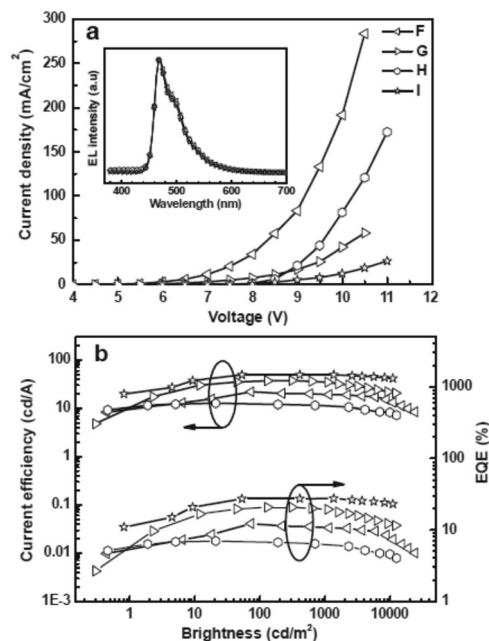 a
F
G
H
I
300
250
200
150
100
50
0
Current density (mA/cm²)
4 5 6 7 8 9 10 11 12
Voltage (V)
EL intensity (a.u)
400 500 600 700
Wavelength (nm)
b
100
10
1
0.1
0.01
1E-3
Current efficiency (cd/A)
1000
100
10
1
EQE (%)
1 10 100 1000 10000
Brightness (cd/m²)